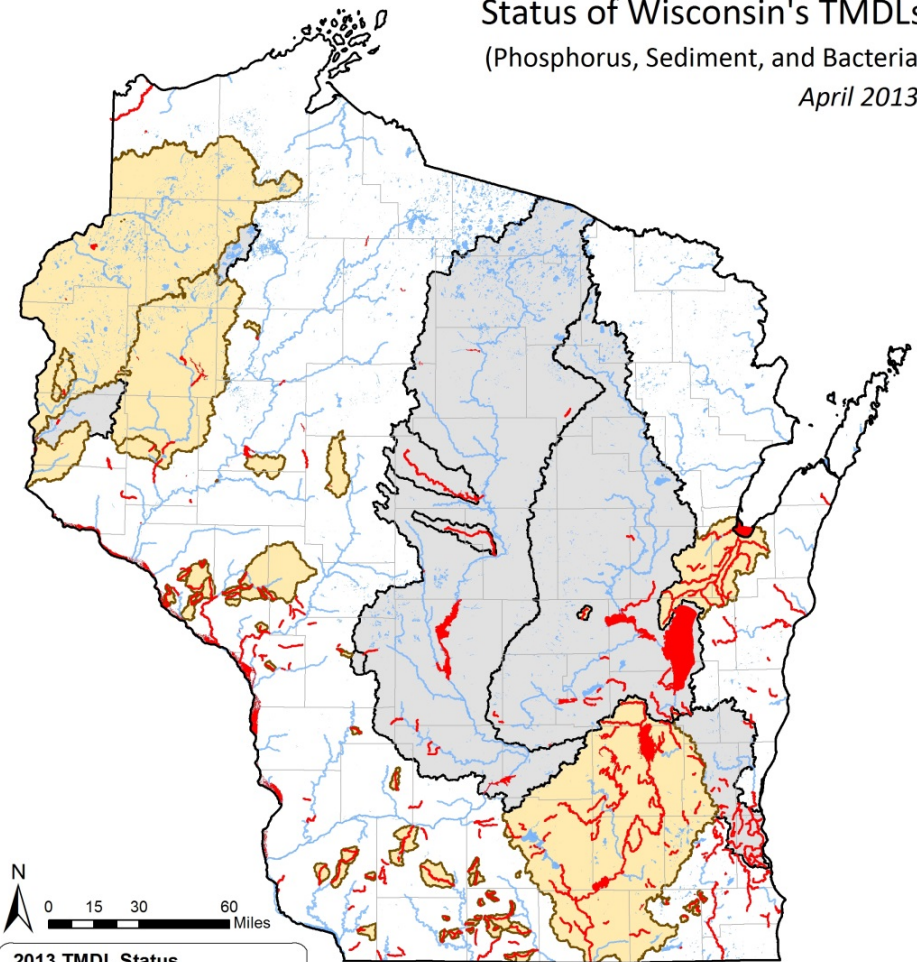 Status of Wisconsin's TMDLs
(Phosphorus, Sediment, and Bacteria
April 2013
N
0 15 30 60
Miles
2013 TMDL Status